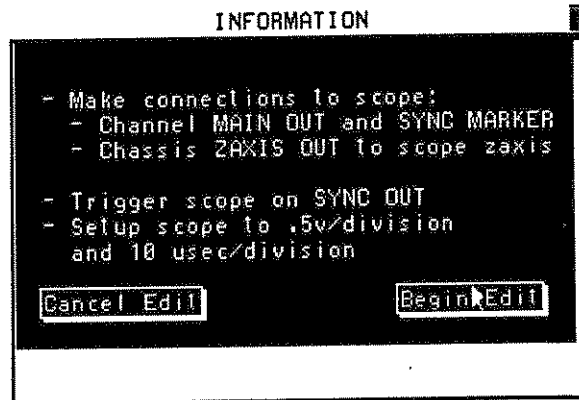 INFORMATION
- Make connections to scope:
- Channel MAIN OUT and SYNC MARKER
- Chassis ZAXIS OUT to scope zaxis
- Trigger scope on SYNC OUT
- Setup scope to .5v/division
and 10 usec/division
Cancel Edit
Begin Edit